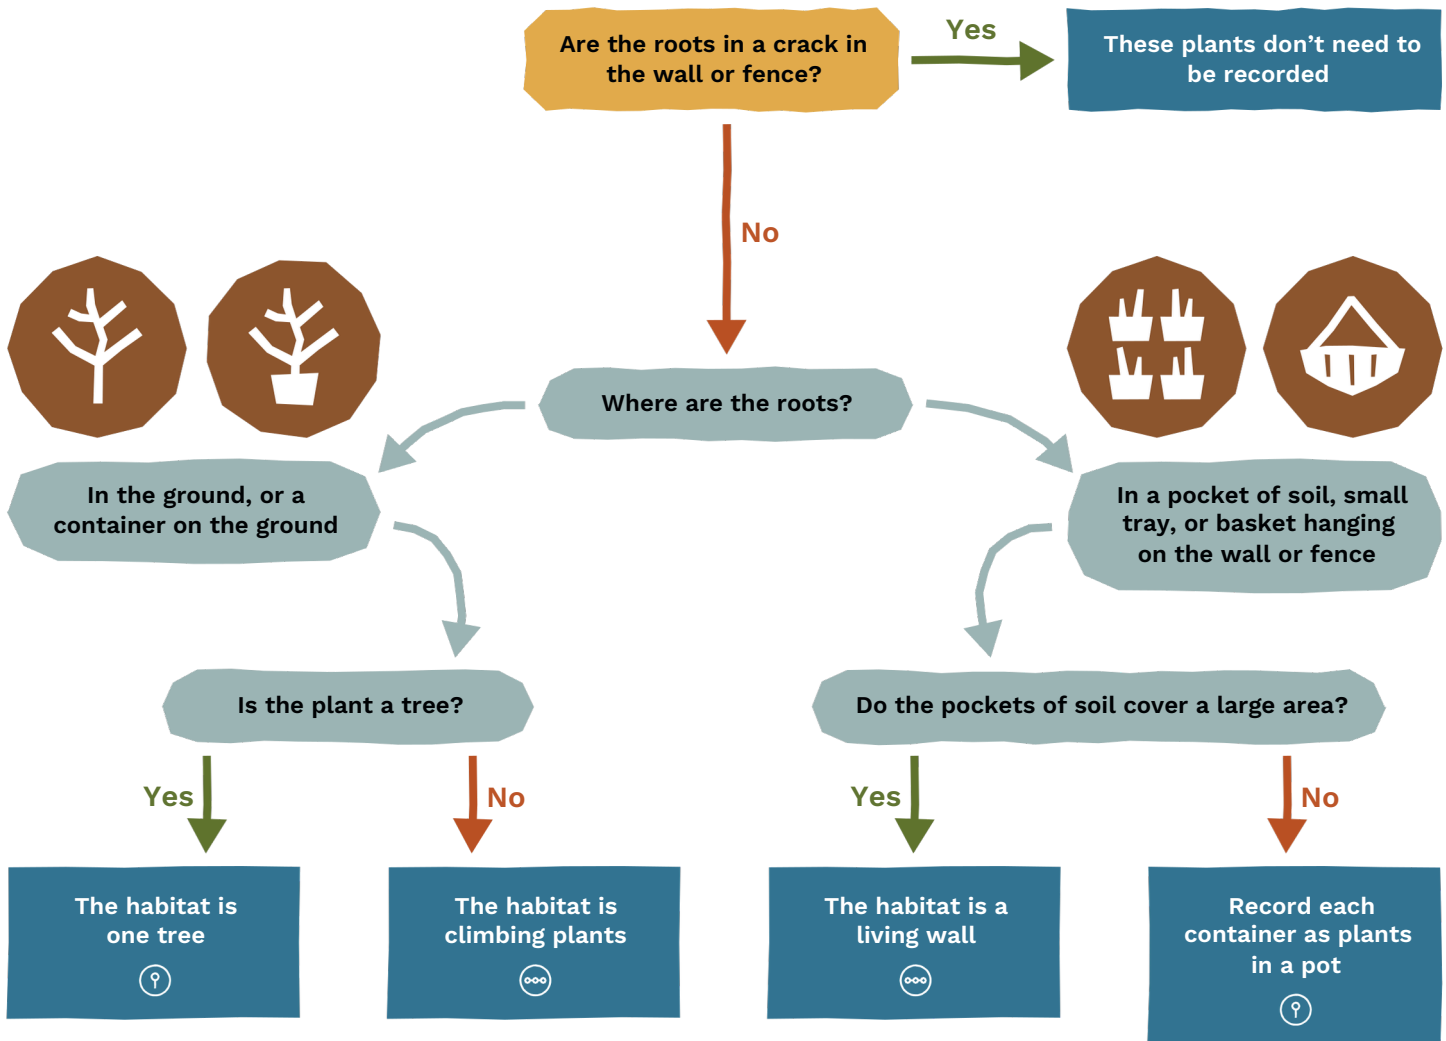 Are the roots in a crack in
the wall or fence?
Yes
These plants don’t need to
be recorded
No
Where are the roots?
In the ground, or a
container on the ground
In a pocket of soil, small
tray, or basket hanging
on the wall or fence
Is the plant a tree?
Do the pockets of soil cover a large area?
Yes
No
Yes
No
The habitat is
one tree
The habitat is
climbing plants
The habitat is a
living wall
Record each
container as plants
in a pot